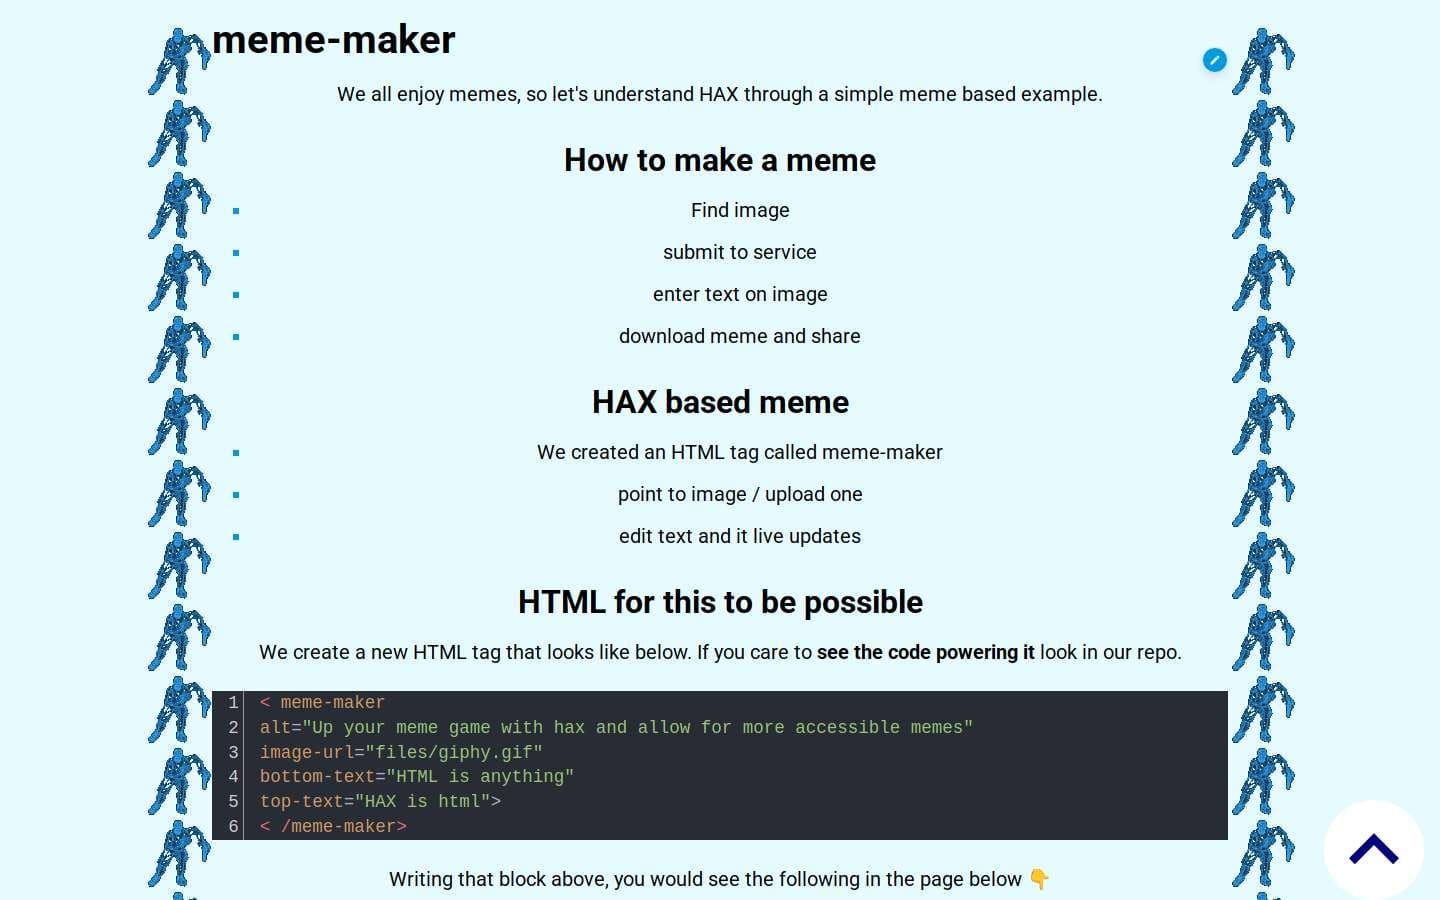 meme-maker
We all enjoy memes, so let's understand HAX through a simple meme based example.
How to make a meme
Find image
submit to service
enter text on image
download meme and share
HAX based meme
We created an HTML tag called meme-maker
point to image / upload one
edit text and it live updates
HTML for this to be possible
We create a new HTML tag that looks like below. If you care to see the code powering it look in our repo.
1 < meme-maker
2 alt="Up your meme game with hax and allow for more accessible memes"
3 image-url="files/giphy.gif"
4 bottom-text="HTML is anything"
5 top-text="HAX is html">
6 < /meme-maker>
Writing that block above, you would see the following in the page below 👇